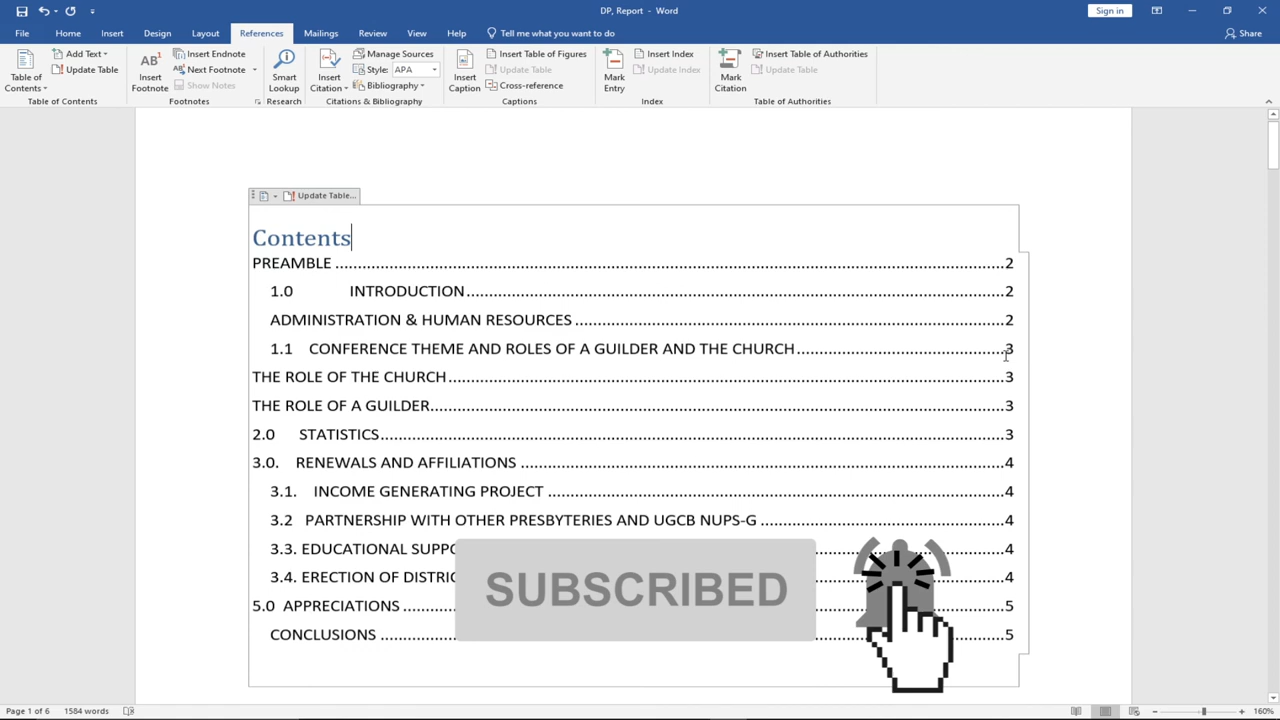 DP, Report - Word
Sign in
File Home Insert Design Layout References Mailings Review View Help Tell me what you want to do Share
Table of Contents
Add Text
Update Table
Table of Contents
AB1
Insert Footnote
Insert Endnote
Next Footnote
Show Notes
Footnotes
Smart Lookup
Research
Insert Citation
Manage Sources
Style: APA
Bibliography
Citations & Bibliography
Insert Caption
Insert Table of Figures
Update Table
Cross-reference
Captions
Mark Entry
Insert Index
Update Index
Index
Mark Citation
Insert Table of Authorities
Update Table
Table of Authorities
Update Table...
Contents
PREAMBLE 2
1.0 INTRODUCTION 2
ADMINISTRATION & HUMAN RESOURCES 2
1.1 CONFERENCE THEME AND ROLES OF A GUILDER AND THE CHURCH 3
THE ROLE OF THE CHURCH 3
THE ROLE OF A GUILDER 3
2.0 STATISTICS 3
3.0. RENEWALS AND AFFILIATIONS 4
3.1. INCOME GENERATING PROJECT 4
3.2 PARTNERSHIP WITH OTHER PRESBYTERIES AND UGCB NUPS-G 4
3.3. EDUCATIONAL 4
3.4. ERECTION OF 4
5.0 APPRECIATIONS 5
CONCLUSIONS 5
SUBSCRIBED
Page 1 of 6 1584 words 160%